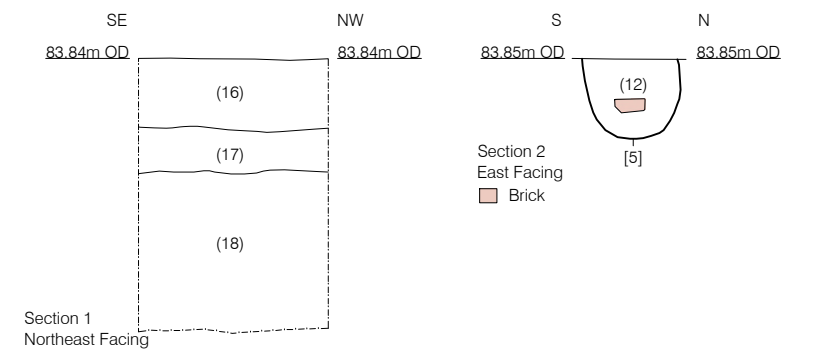 SE NW
83.84m OD 83.84m OD
(16)
(17)
(18)
Section 1
Northeast Facing
S N
83.85m OD 83.85m OD
(12)
[5]
Section 2
East Facing
Brick